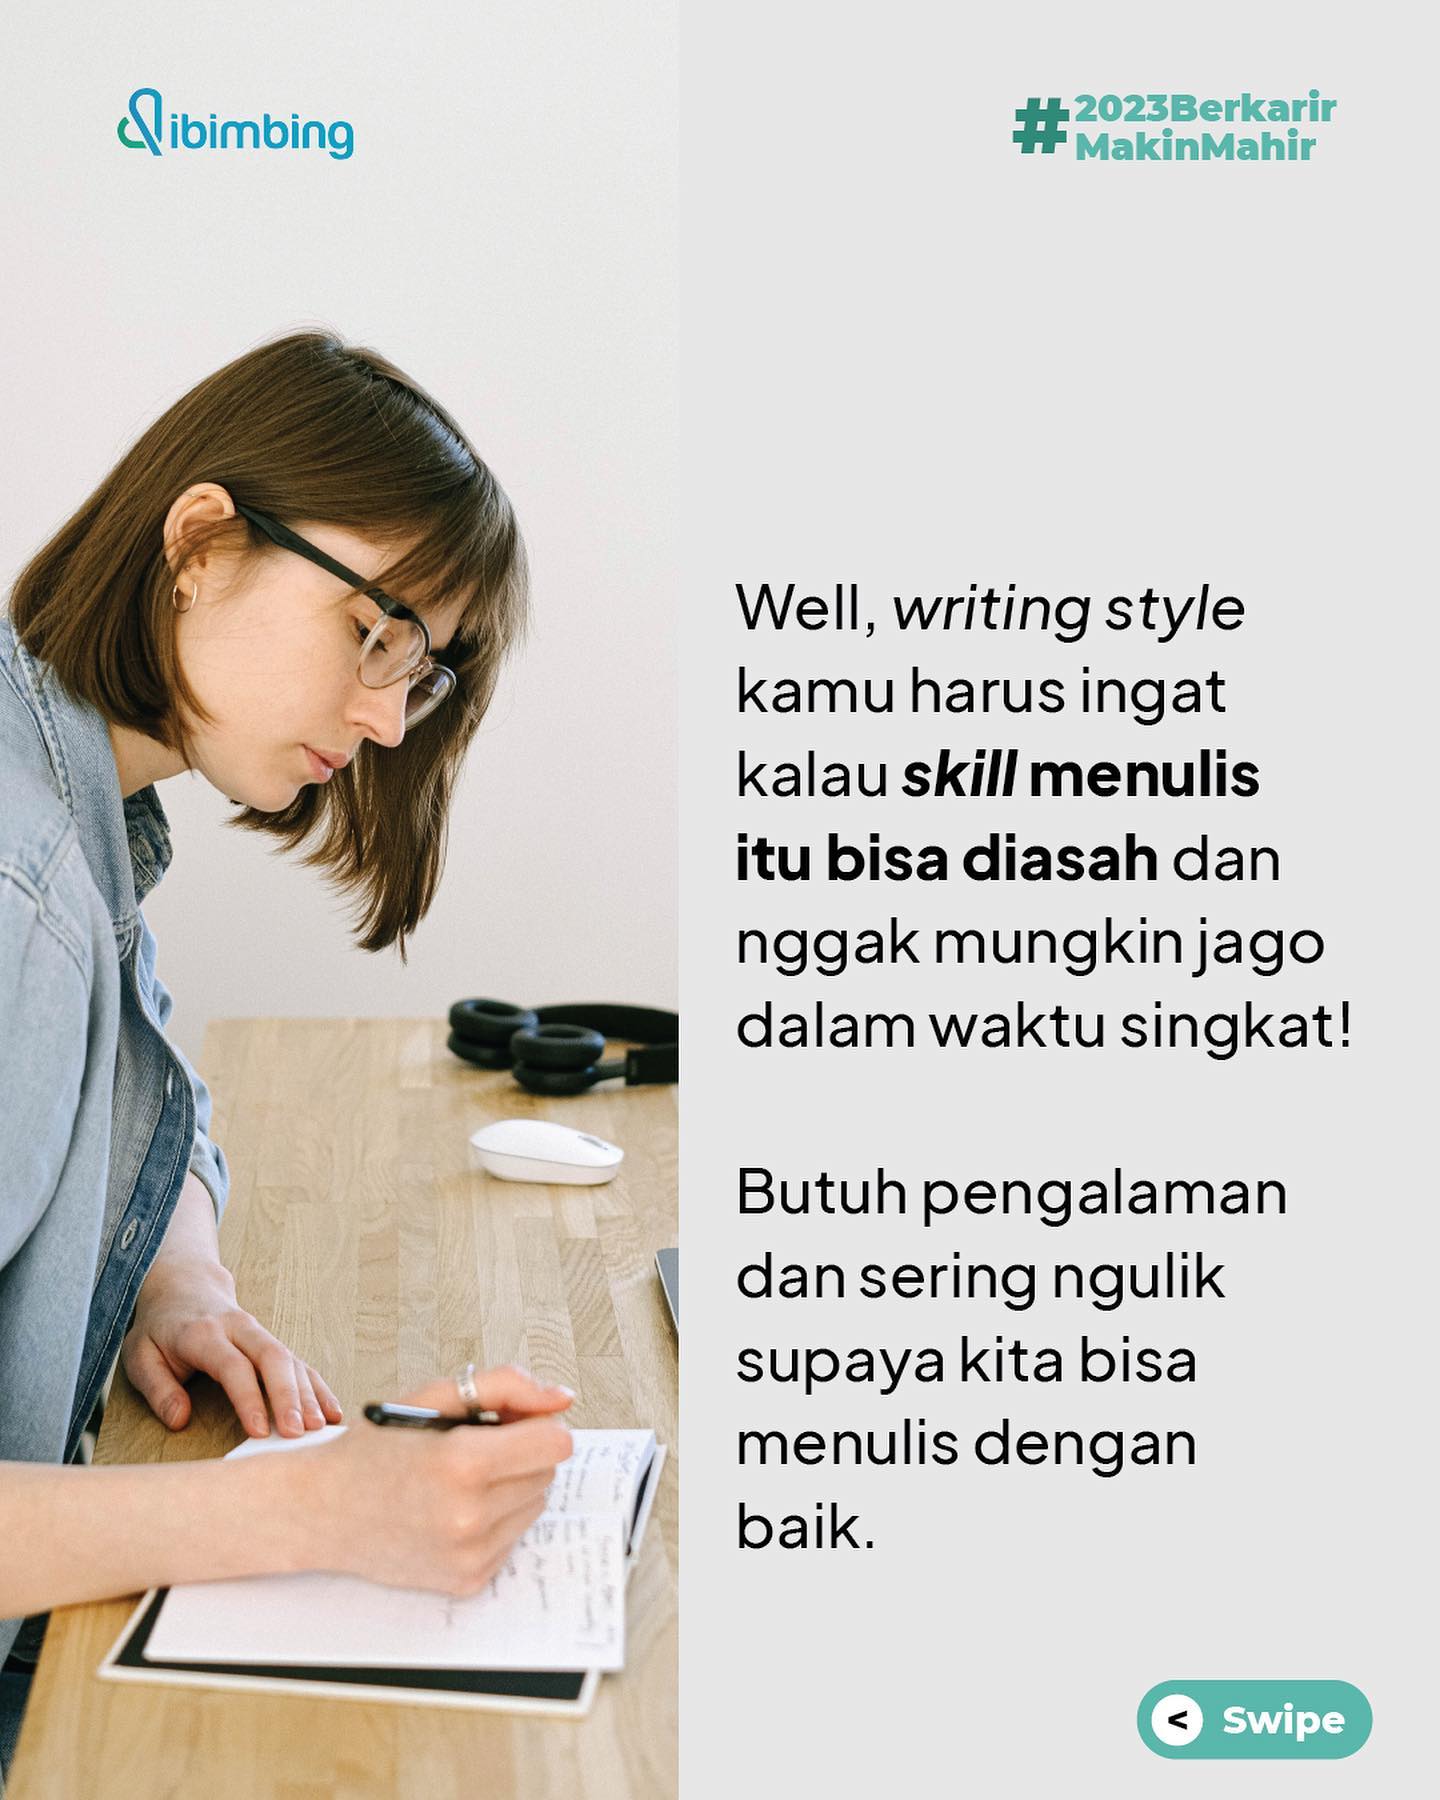 ibimbing
#2023Berkarir
MakinMahir
Well, writing style
kamu harus ingat
kalau skill menulis
itu bisa diasah dan
nggak mungkin jago
dalam waktu singkat!
Butuh pengalaman
dan sering ngulik
supaya kita bisa
menulis dengan
baik.
< Swipe